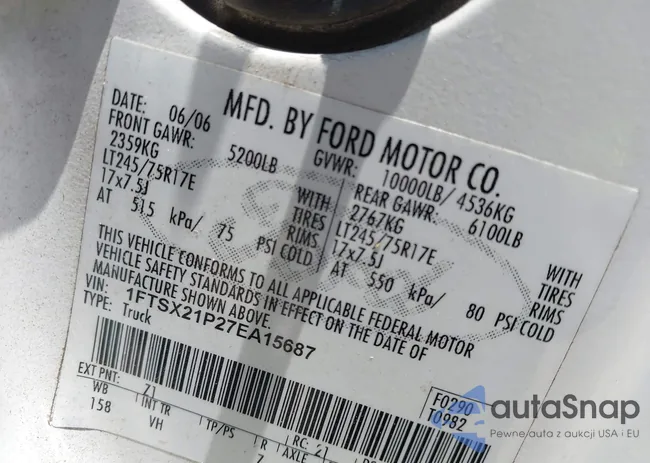 MFD. BY FORD MOTOR CO.
DATE: 06/06 GVWR: 10000LB/ 4536KG
FRONT GAWR: 5200LB REAR GAWR: 6100LB
2359KG WITH 2767KG WITH
LT245/75R17E TIRES LT245/75R17E TIRES
17x7.5J RIMS 17x7.5J RIMS
AT 515 kPa/ 75 PSI COLD AT 550 kPa/ 80 PSI COLD
THIS VEHICLE CONFORMS TO ALL APPLICABLE FEDERAL MOTOR
VEHICLE SAFETY STANDARDS IN EFFECT ON THE DATE OF
MANUFACTURE SHOWN ABOVE.
VIN: 1FTSX21P27EA15687
TYPE: Truck
F0290
T0982
EXT PNT: Z1
WB INT TR TP/PS R AXLE
158 VH
autaSnap
Pewne auta z aukcji USA i EU